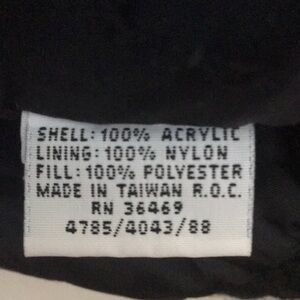 SHELL: 100% ACRYLIC
LINING: 100% NYLON
FILL: 100% POLYESTER
MADE IN TAIWAN R.O.C.
RN 36469
4785/4043/88